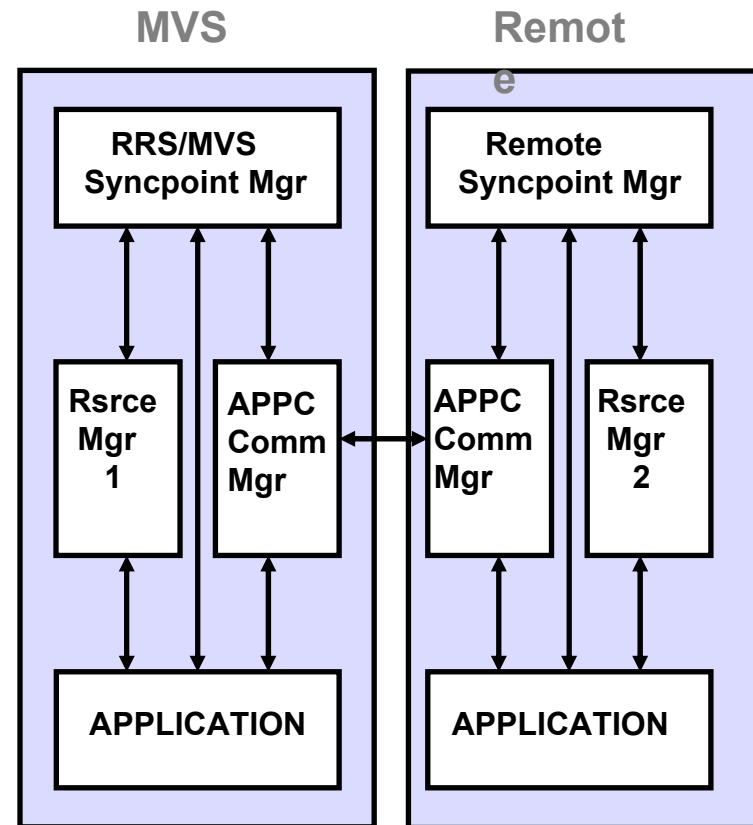 MVS
Remot
e
RRS/MVS
Syncpoint Mgr
Remote
Syncpoint Mgr
Rsrce
Mgr
1
APPC
Comm
Mgr
APPC
Comm
Mgr
Rsrce
Mgr
2
APPLICATION
APPLICATION